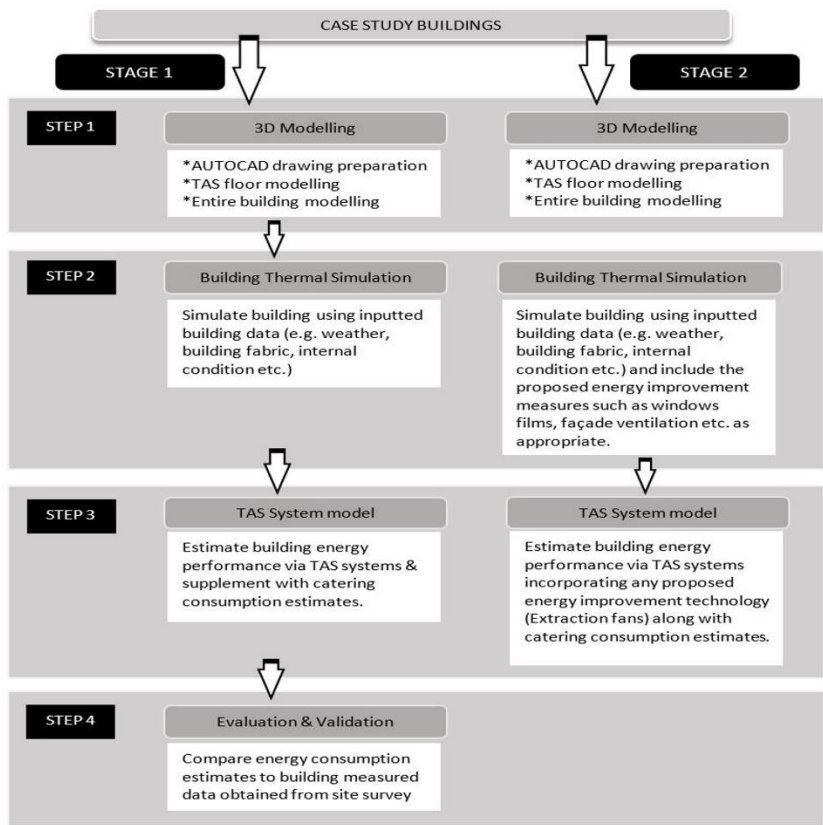 CASE STUDY BUILDINGS
STAGE 1
STAGE 2
STEP 1
3D Modelling
*AUTOCAD drawing preparation
*TAS floor modelling
*Entire building modelling
3D Modelling
*AUTOCAD drawing preparation
*TAS floor modelling
*Entire building modelling
STEP 2
Building Thermal Simulation
Simulate building using inputted
building data (e.g. weather,
building fabric, internal
condition etc.)
Building Thermal Simulation
Simulate building using inputted
building data (e.g. weather,
building fabric, internal
condition etc.) and include the
proposed energy improvement
measures such as windows
films, façade ventilation etc. as
appropriate.
STEP 3
TAS System model
Estimate building energy
performance via TAS systems &
supplement with catering
consumption estimates.
TAS System model
Estimate building energy
performance via TAS systems
incorporating any proposed
energy improvement technology
(Extraction fans) along with
catering consumption estimates.
STEP 4
Evaluation & Validation
Compare energy consumption
estimates to building measured
data obtained from site survey